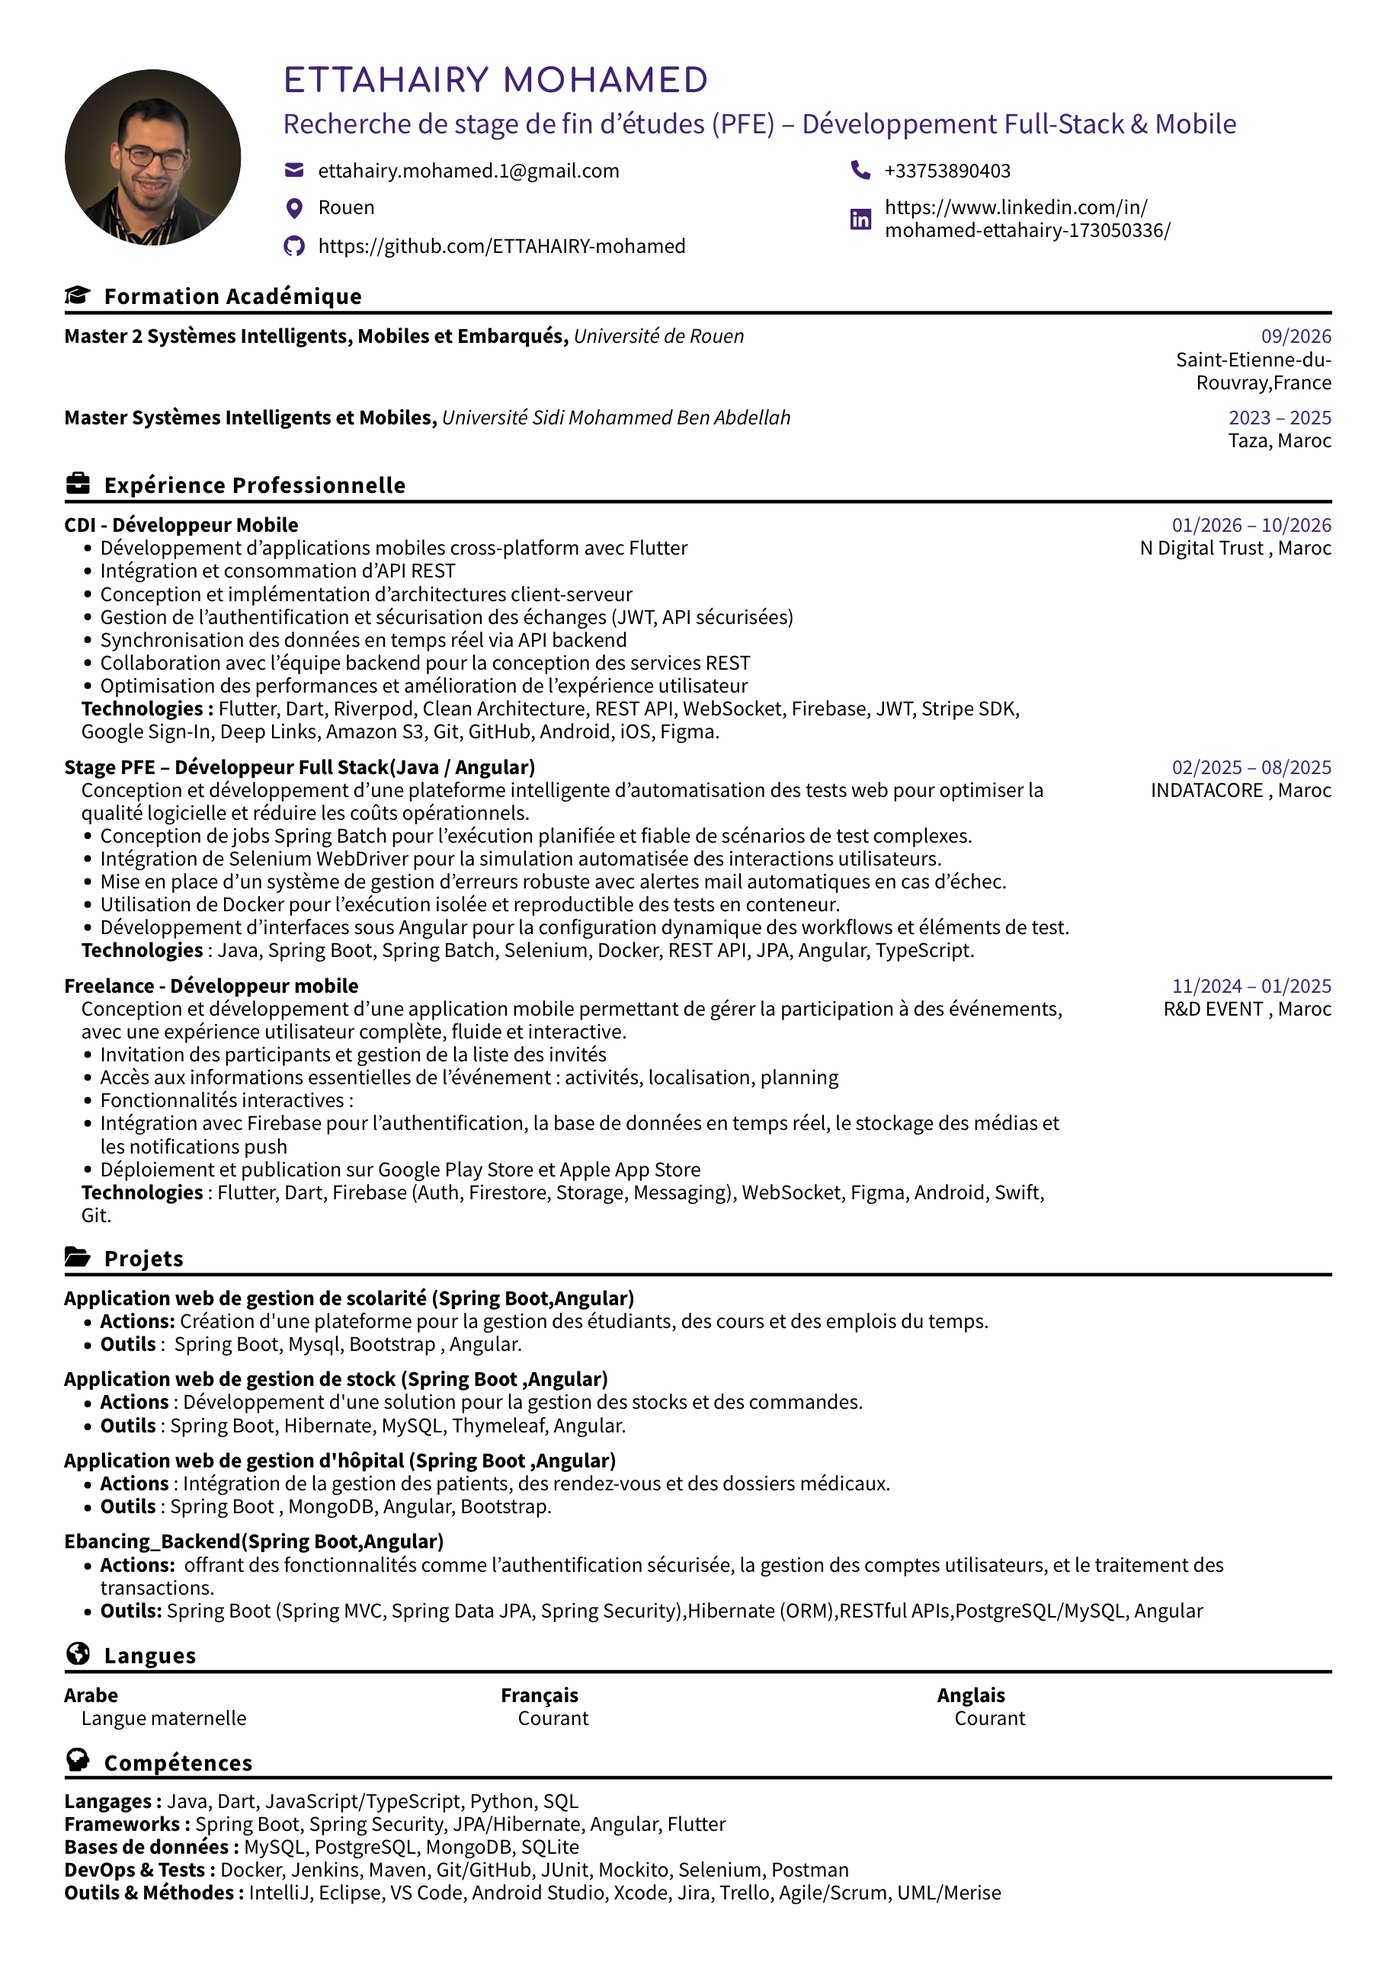 ETTAHAIRY MOHAMED
Recherche de stage de fin d’études (PFE) – Développement Full-Stack & Mobile
ettahairy.mohamed.1@gmail.com
+33753890403
Rouen
https://www.linkedin.com/in/
mohamed-ettahairy-173050336/
https://github.com/ETTAHAIRY-mohamed
Formation Académique
Master 2 Systèmes Intelligents, Mobiles et Embarqués, Université de Rouen
09/2026
Saint-Etienne-du-
Rouvray,France
Master Systèmes Intelligents et Mobiles, Université Sidi Mohammed Ben Abdellah
2023 – 2025
Taza, Maroc
Expérience Professionnelle
CDI - Développeur Mobile
01/2026 – 10/2026
N Digital Trust , Maroc
• Développement d’applications mobiles cross-platform avec Flutter
• Intégration et consommation d’API REST
• Conception et implémentation d’architectures client-serveur
• Gestion de l’authentification et sécurisation des échanges (JWT, API sécurisées)
• Synchronisation des données en temps réel via API backend
• Collaboration avec l’équipe backend pour la conception des services REST
• Optimisation des performances et amélioration de l’expérience utilisateur
Technologies : Flutter, Dart, Riverpod, Clean Architecture, REST API, WebSocket, Firebase, JWT, Stripe SDK,
Google Sign-In, Deep Links, Amazon S3, Git, GitHub, Android, iOS, Figma.
Stage PFE – Développeur Full Stack(Java / Angular)
02/2025 – 08/2025
INDATACORE , Maroc
Conception et développement d’une plateforme intelligente d’automatisation des tests web pour optimiser la
qualité logicielle et réduire les coûts opérationnels.
• Conception de jobs Spring Batch pour l’exécution planifiée et fiable de scénarios de test complexes.
• Intégration de Selenium WebDriver pour la simulation automatisée des interactions utilisateurs.
• Mise en place d’un système de gestion d’erreurs robuste avec alertes mail automatiques en cas d’échec.
• Utilisation de Docker pour l’exécution isolée et reproductible des tests en conteneur.
• Développement d’interfaces sous Angular pour la configuration dynamique des workflows et éléments de test.
Technologies : Java, Spring Boot, Spring Batch, Selenium, Docker, REST API, JPA, Angular, TypeScript.
Freelance - Développeur mobile
11/2024 – 01/2025
R&D EVENT , Maroc
Conception et développement d’une application mobile permettant de gérer la participation à des événements,
avec une expérience utilisateur complète, fluide et interactive.
• Invitation des participants et gestion de la liste des invités
• Accès aux informations essentielles de l’événement : activités, localisation, planning
• Fonctionnalités interactives :
• Intégration avec Firebase pour l’authentification, la base de données en temps réel, le stockage des médias et
les notifications push
• Déploiement et publication sur Google Play Store et Apple App Store
Technologies : Flutter, Dart, Firebase (Auth, Firestore, Storage, Messaging), WebSocket, Figma, Android, Swift,
Git.
Projets
Application web de gestion de scolarité (Spring Boot,Angular)
• Actions: Création d'une plateforme pour la gestion des étudiants, des cours et des emplois du temps.
• Outils :  Spring Boot, Mysql, Bootstrap , Angular.
Application web de gestion de stock (Spring Boot ,Angular)
• Actions : Développement d'une solution pour la gestion des stocks et des commandes.
• Outils : Spring Boot, Hibernate, MySQL, Thymeleaf, Angular.
Application web de gestion d'hôpital (Spring Boot ,Angular)
• Actions : Intégration de la gestion des patients, des rendez-vous et des dossiers médicaux.
• Outils : Spring Boot , MongoDB, Angular, Bootstrap.
Ebancing_Backend(Spring Boot,Angular)
• Actions:  offrant des fonctionnalités comme l’authentification sécurisée, la gestion des comptes utilisateurs, et le traitement des
transactions.
• Outils: Spring Boot (Spring MVC, Spring Data JPA, Spring Security),Hibernate (ORM),RESTful APIs,PostgreSQL/MySQL, Angular
Langues
Arabe
Langue maternelle
Français
Courant
Anglais
Courant
Compétences
Langages : Java, Dart, JavaScript/TypeScript, Python, SQL
Frameworks : Spring Boot, Spring Security, JPA/Hibernate, Angular, Flutter
Bases de données : MySQL, PostgreSQL, MongoDB, SQLite
DevOps & Tests : Docker, Jenkins, Maven, Git/GitHub, JUnit, Mockito, Selenium, Postman
Outils & Méthodes : IntelliJ, Eclipse, VS Code, Android Studio, Xcode, Jira, Trello, Agile/Scrum, UML/Merise